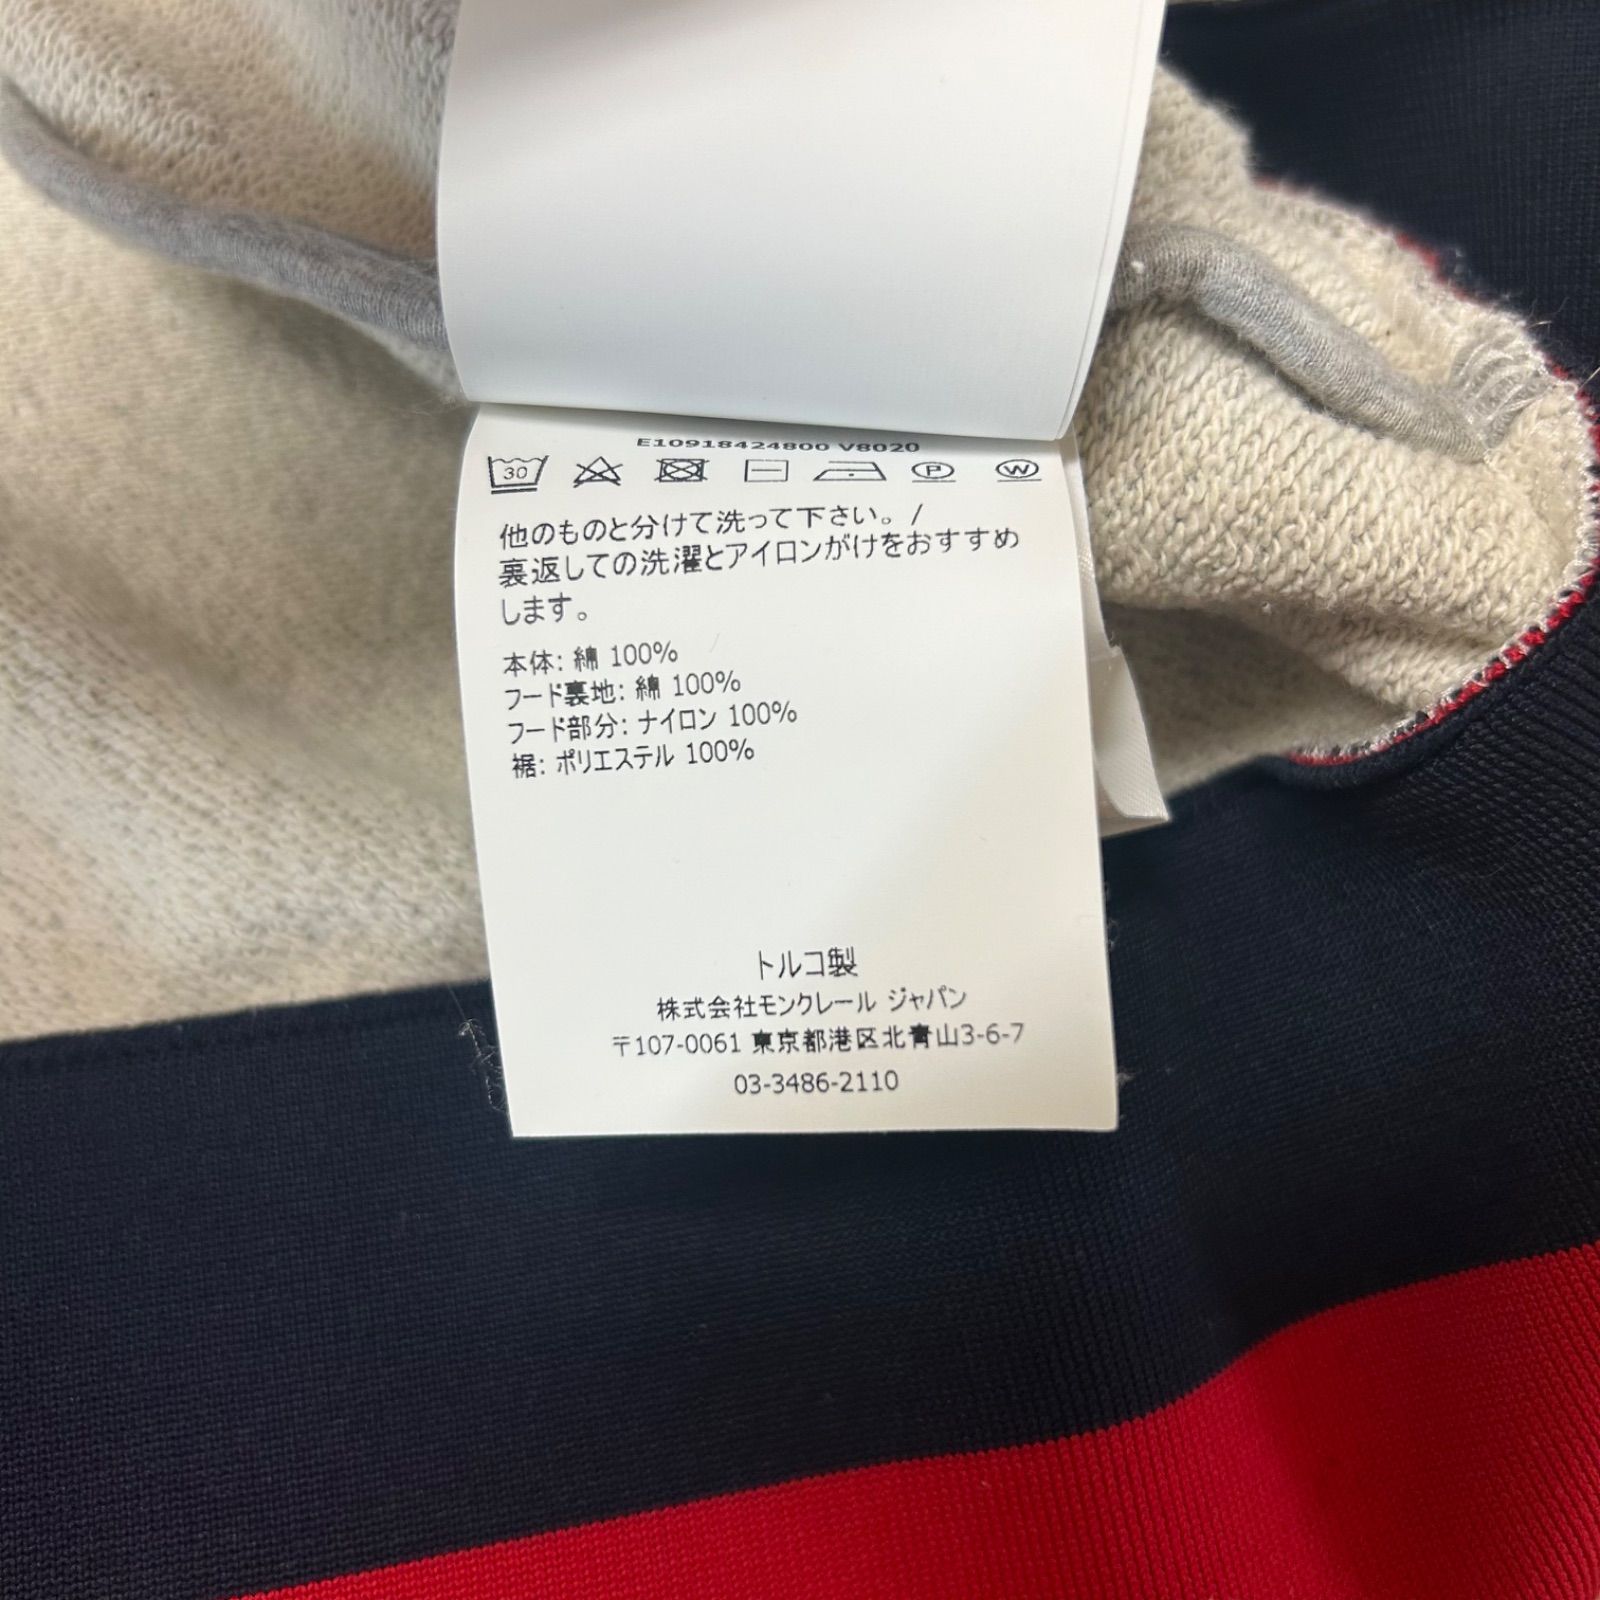 E10918424800 V8020
30 P W
他のものと分けて洗って下さい。/
裏返しての洗濯とアイロンがけをおすすめ
します。
本体: 綿 100%
フード裏地: 綿 100%
フード部分: ナイロン 100%
裾: ポリエステル 100%
トルコ製
株式会社モンクレール ジャパン
〒107-0061 東京都港区北青山3-6-7
03-3486-2110